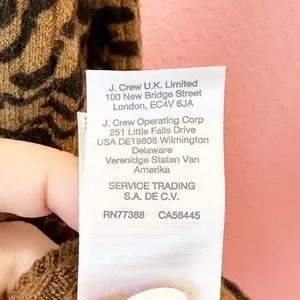 J. Crew U.K. Limited
100 New Bridge Street
London, EC4V 6JA
J. Crew Operating Corp
251 Little Falls Drive
USA DE19808 Wilmington
Delaware
Verenidge Staten Van
Amerika
SERVICE TRADING
S.A. DE C.V.
RN77388 CA56445